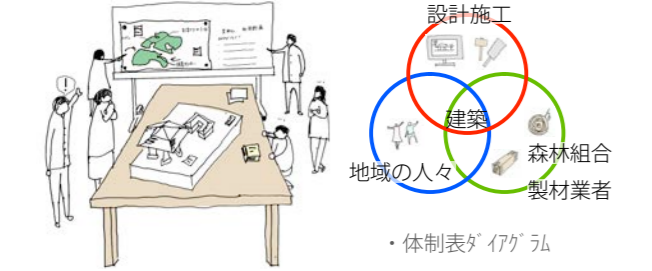 ！
設計施工
建築
地域の人々
森林組合
製材業者
・体制表ﾀﾞｲｱｸﾞﾗﾑ